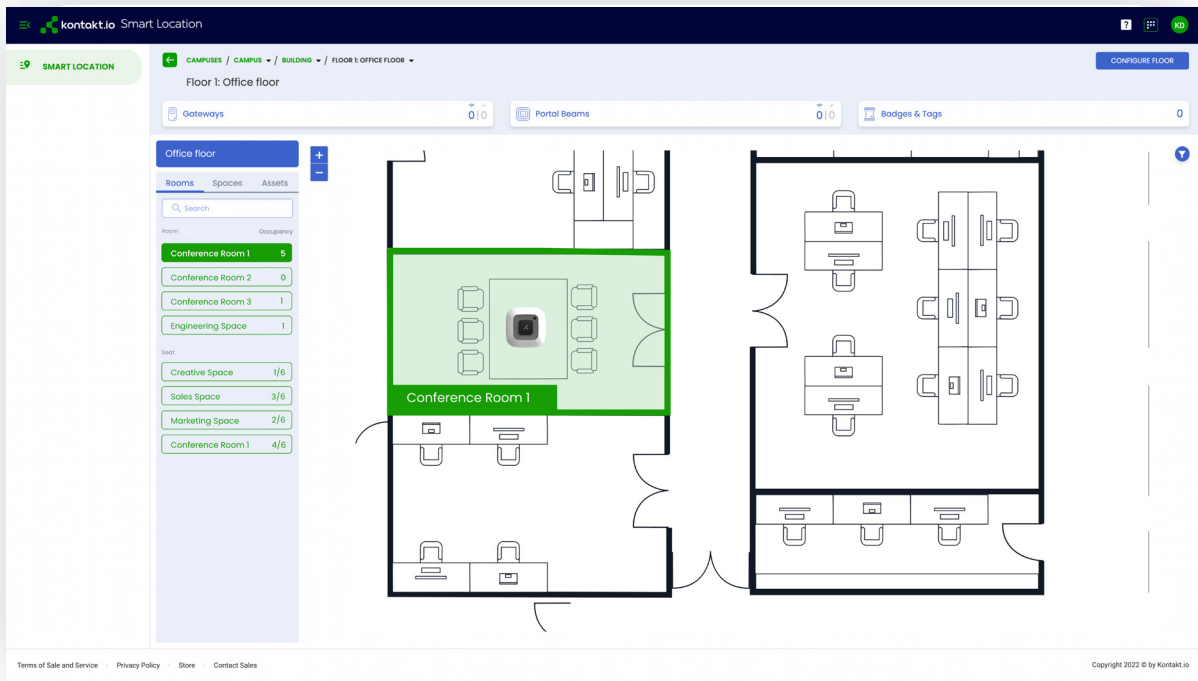 kontakt.io Smart Location
?
KD
SMART LOCATION
CAMPUSES / CAMPUS / BUILDING / FLOOR 1: OFFICE FLOOR
CONFIGURE FLOOR
Floor 1: Office floor
Gateways 0|0
Portal Beams 0|0
Badges & Tags 0
Office floor
+
−
Rooms Spaces Assets
Search
Room Occupancy
Conference Room 1 5
Conference Room 2 0
Conference Room 3 1
Engineering Space 1
Seat
Creative Space 1/6
Sales Space 3/6
Marketing Space 2/6
Conference Room 1 4/6
Conference Room 1
Terms of Sale and Service · Privacy Policy · Store · Contact Sales
Copyright 2022 © by Kontakt.io